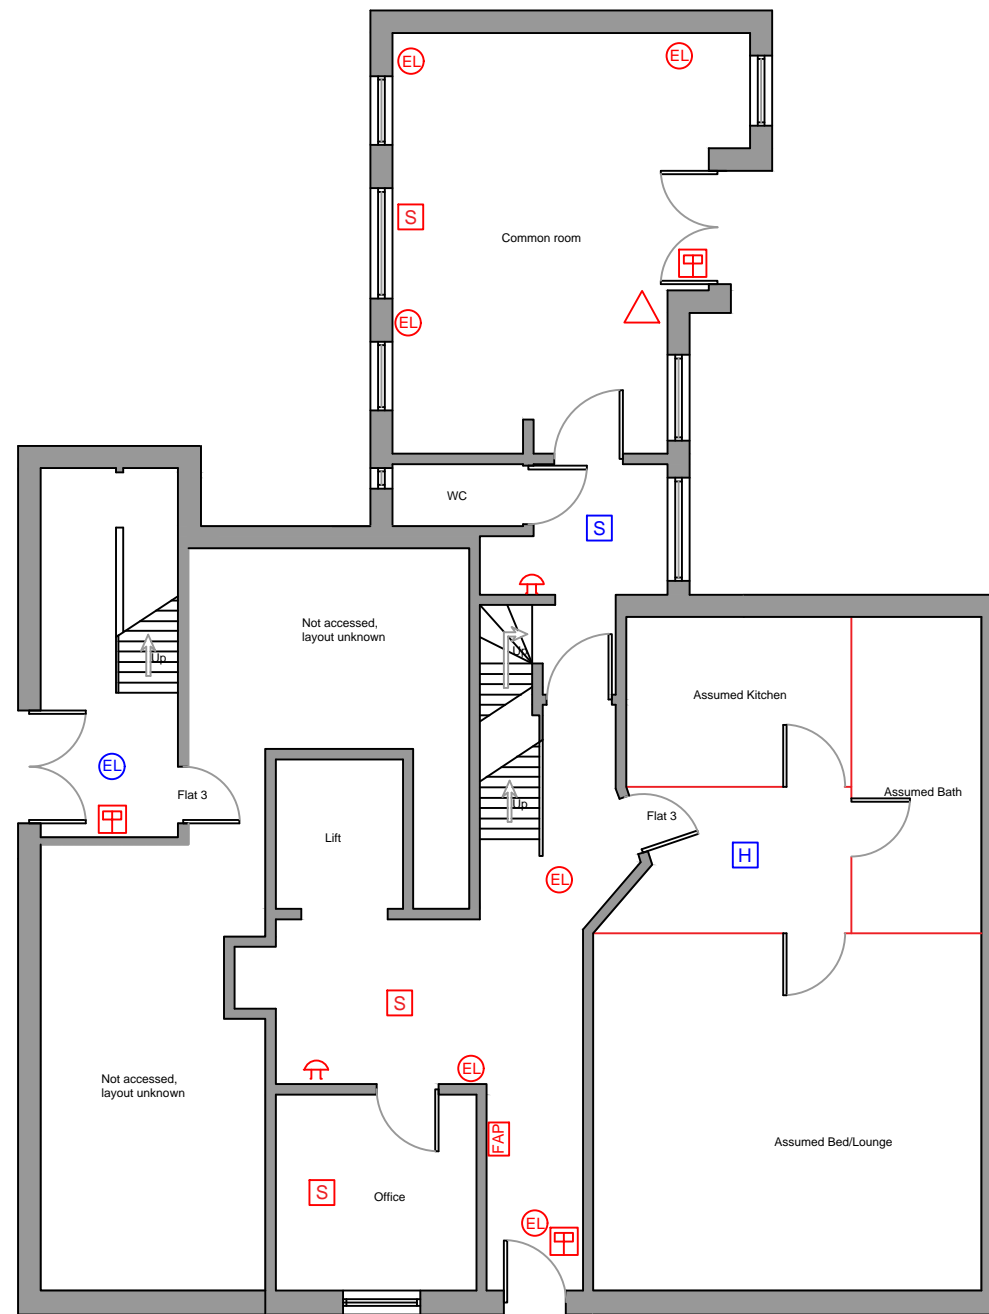 EL
EL
S
Common room
EL
WC
S
Not accessed,
layout unknown
Up
Up
Assumed Kitchen
EL
Flat 3
Up
Flat 3
Assumed Bath
Lift
H
EL
S
EL
Not accessed,
layout unknown
FAP
Assumed Bed/Lounge
S
Office
EL